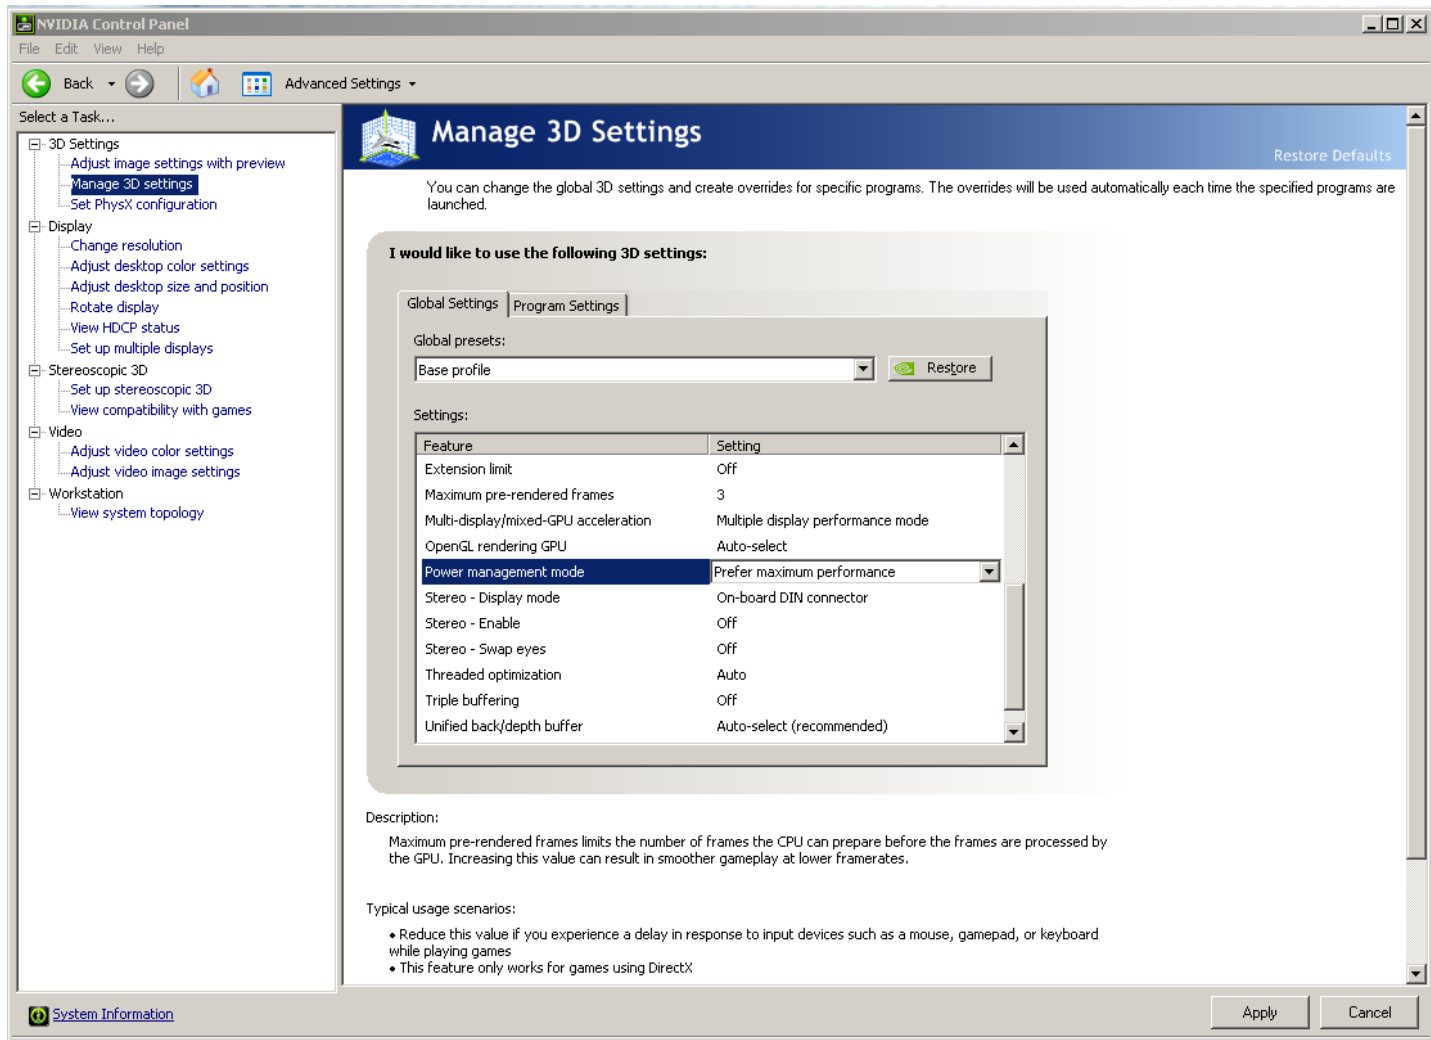 NVIDIA Control Panel
File Edit View Help
Back Advanced Settings
Select a Task...
3D Settings
Adjust image settings with preview
Manage 3D settings
Set PhysX configuration
Display
Change resolution
Adjust desktop color settings
Adjust desktop size and position
Rotate display
View HDCP status
Set up multiple displays
Stereoscopic 3D
Set up stereoscopic 3D
View compatibility with games
Video
Adjust video color settings
Adjust video image settings
Workstation
View system topology
Manage 3D Settings
Restore Defaults
You can change the global 3D settings and create overrides for specific programs. The overrides will be used automatically each time the specified programs are
launched.
I would like to use the following 3D settings:
Global Settings Program Settings
Global presets:
Base profile Restore
Settings:
Feature Setting
Extension limit Off
Maximum pre-rendered frames 3
Multi-display/mixed-GPU acceleration Multiple display performance mode
OpenGL rendering GPU Auto-select
Power management mode Prefer maximum performance
Stereo - Display mode On-board DIN connector
Stereo - Enable Off
Stereo - Swap eyes Off
Threaded optimization Auto
Triple buffering Off
Unified back/depth buffer Auto-select (recommended)
Description:
Maximum pre-rendered frames limits the number of frames the CPU can prepare before the frames are processed by
the GPU. Increasing this value can result in smoother gameplay at lower framerates.
Typical usage scenarios:
• Reduce this value if you experience a delay in response to input devices such as a mouse, gamepad, or keyboard
while playing games
• This feature only works for games using DirectX
System Information
Apply Cancel